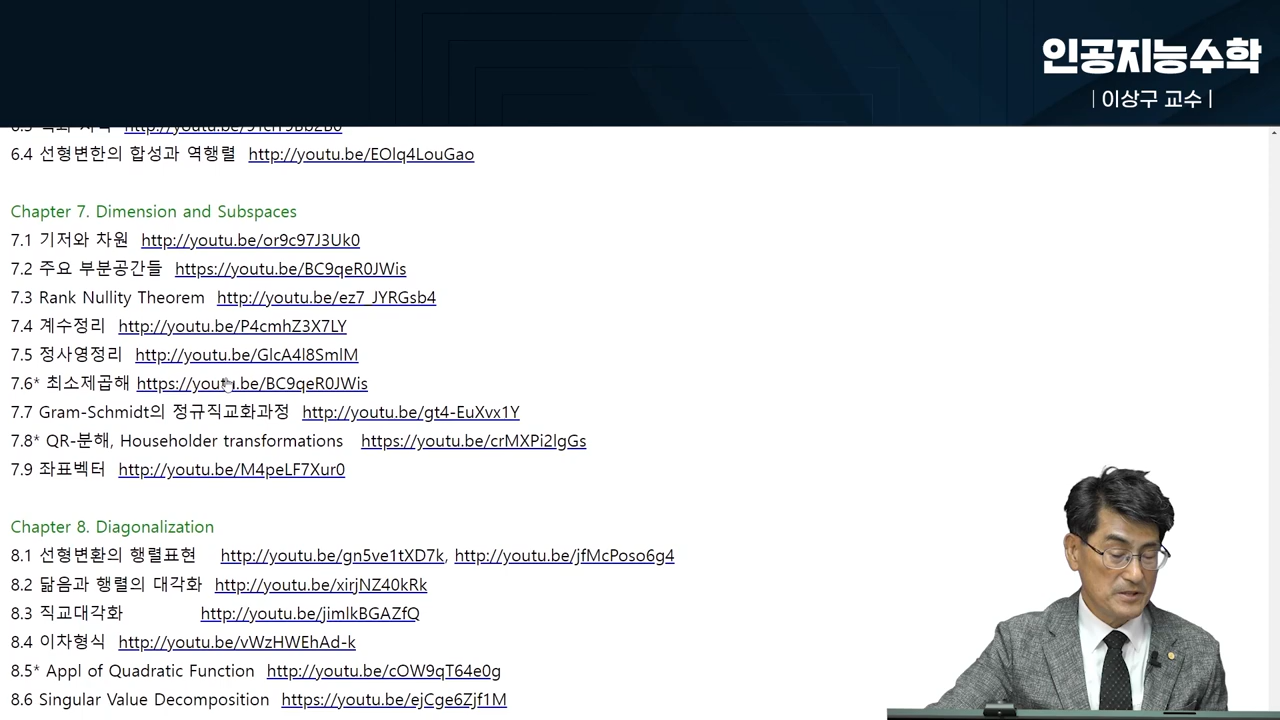 인공지능수학
| 이상구 교수 |
6.4 선형변한의 합성과 역행렬 http://youtu.be/EOlq4LouGao
Chapter 7. Dimension and Subspaces
7.1 기저와 차원 http://youtu.be/or9c97J3Uk0
7.2 주요 부분공간들 https://youtu.be/BC9qeR0JWis
7.3 Rank Nullity Theorem http://youtu.be/ez7_JYRGsb4
7.4 계수정리 http://youtu.be/P4cmhZ3X7LY
7.5 정사영정리 http://youtu.be/GlcA4l8SmlM
7.6* 최소제곱해 https://youtu.be/BC9qeR0JWis
7.7 Gram-Schmidt의 정규직교화과정 http://youtu.be/gt4-EuXvx1Y
7.8* QR-분해, Householder transformations https://youtu.be/crMXPi2lgGs
7.9 좌표벡터 http://youtu.be/M4peLF7Xur0
Chapter 8. Diagonalization
8.1 선형변환의 행렬표현 http://youtu.be/gn5ve1tXD7k, http://youtu.be/jfMcPoso6g4
8.2 닮음과 행렬의 대각화 http://youtu.be/xirjNZ40kRk
8.3 직교대각화 http://youtu.be/jimlkBGAZfQ
8.4 이차형식 http://youtu.be/vWzHWEhAd-k
8.5* Appl of Quadratic Function http://youtu.be/cOW9qT64e0g
8.6 Singular Value Decomposition https://youtu.be/ejCge6Zjf1M